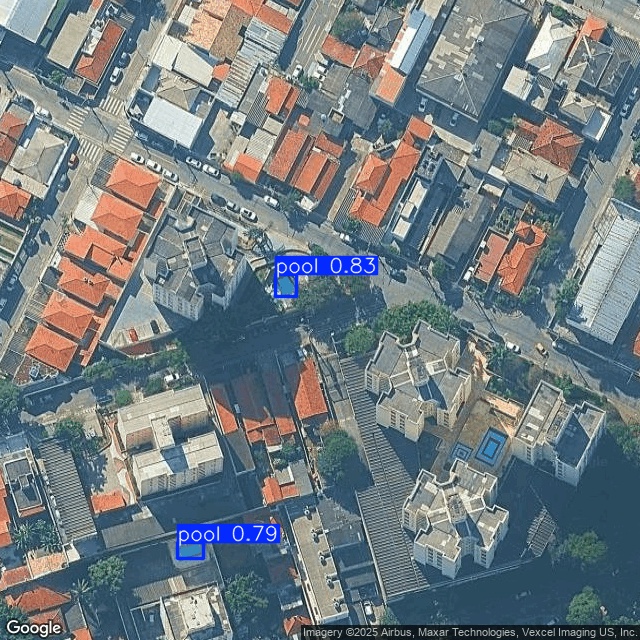 pool 0.83
pool 0.79
Google
Imagery ©2025 Airbus, Maxar Technologies, Vexcel Imaging US, Inc